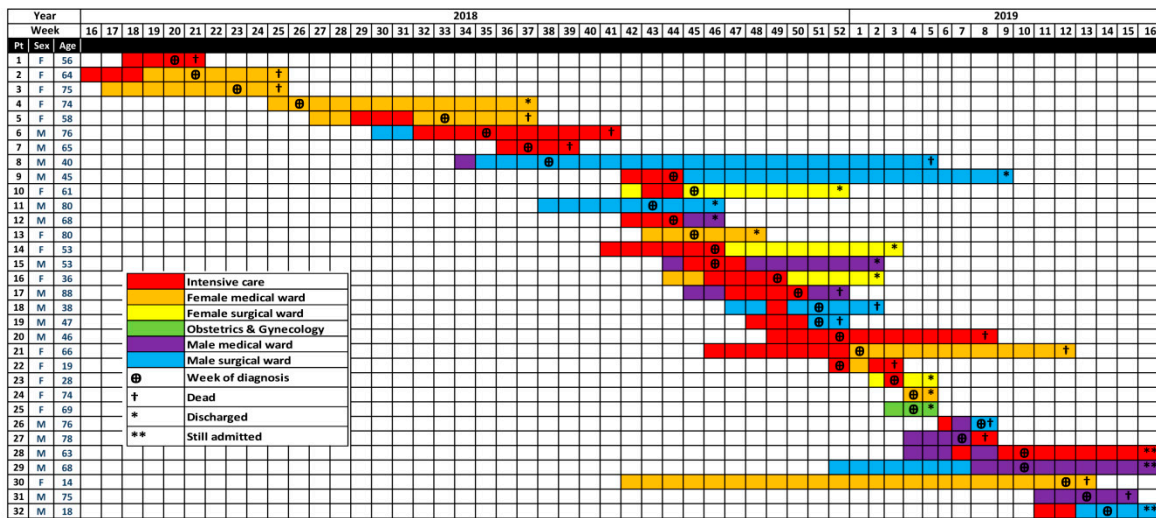 Year 2018 2019
Week 16 17 18 19 20 21 22 23 24 25 26 27 28 29 30 31 32 33 34 35 36 37 38 39 40 41 42 43 44 45 46 47 48 49 50 51 52 1 2 3 4 5 6 7 8 9 10 11 12 13 14 15 16
Pt Sex Age
1 F 56 ⊕ †
2 F 64 ⊕ †
3 F 75 ⊕ †
4 F 74 ⊕ *
5 F 58 ⊕ †
6 M 76 ⊕ †
7 M 65 ⊕ †
8 M 40 ⊕ †
9 M 45 ⊕ *
10 F 61 ⊕ *
11 M 80 ⊕ *
12 M 68 ⊕ *
13 F 80 ⊕ *
14 F 53 ⊕ *
15 M 53 ⊕ *
16 F 36 ⊕ *
17 M 88 ⊕ †
18 M 38 ⊕ †
19 M 47 ⊕ †
20 M 46 ⊕ †
21 F 66 ⊕ †
22 F 19 ⊕ †
23 F 28 ⊕ *
24 F 74 ⊕ *
25 F 69 ⊕ *
26 M 76 ⊕ †
27 M 78 ⊕ †
28 M 63 ⊕ **
29 M 68 ⊕ **
30 F 14 ⊕ †
31 M 75 ⊕ †
32 M 18 ⊕ **
Intensive care
Female medical ward
Female surgical ward
Obstetrics & Gynecology
Male medical ward
Male surgical ward
⊕ Week of diagnosis
† Dead
* Discharged
** Still admitted